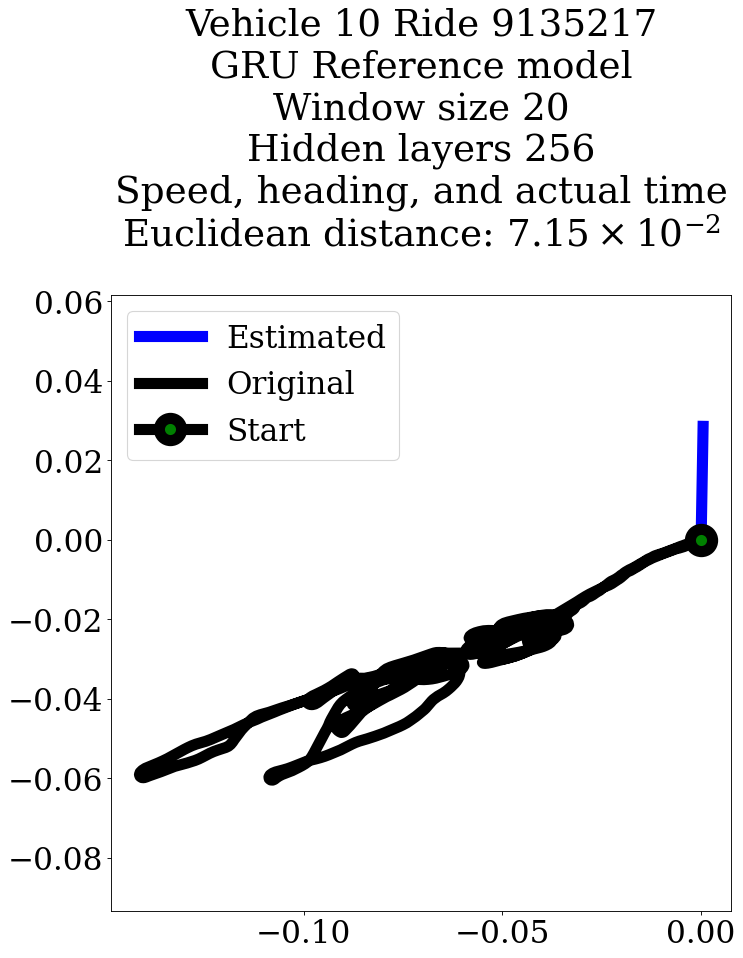 Vehicle 10 Ride 9135217
GRU Reference model
Window size 20
Hidden layers 256
Speed, heading, and actual time
Euclidean distance: 7.15 × 10⁻²
0.06
Estimated
0.04
Original
Start
0.02
0.00
−0.02
−0.04
−0.06
−0.08
−0.10 −0.05 0.00